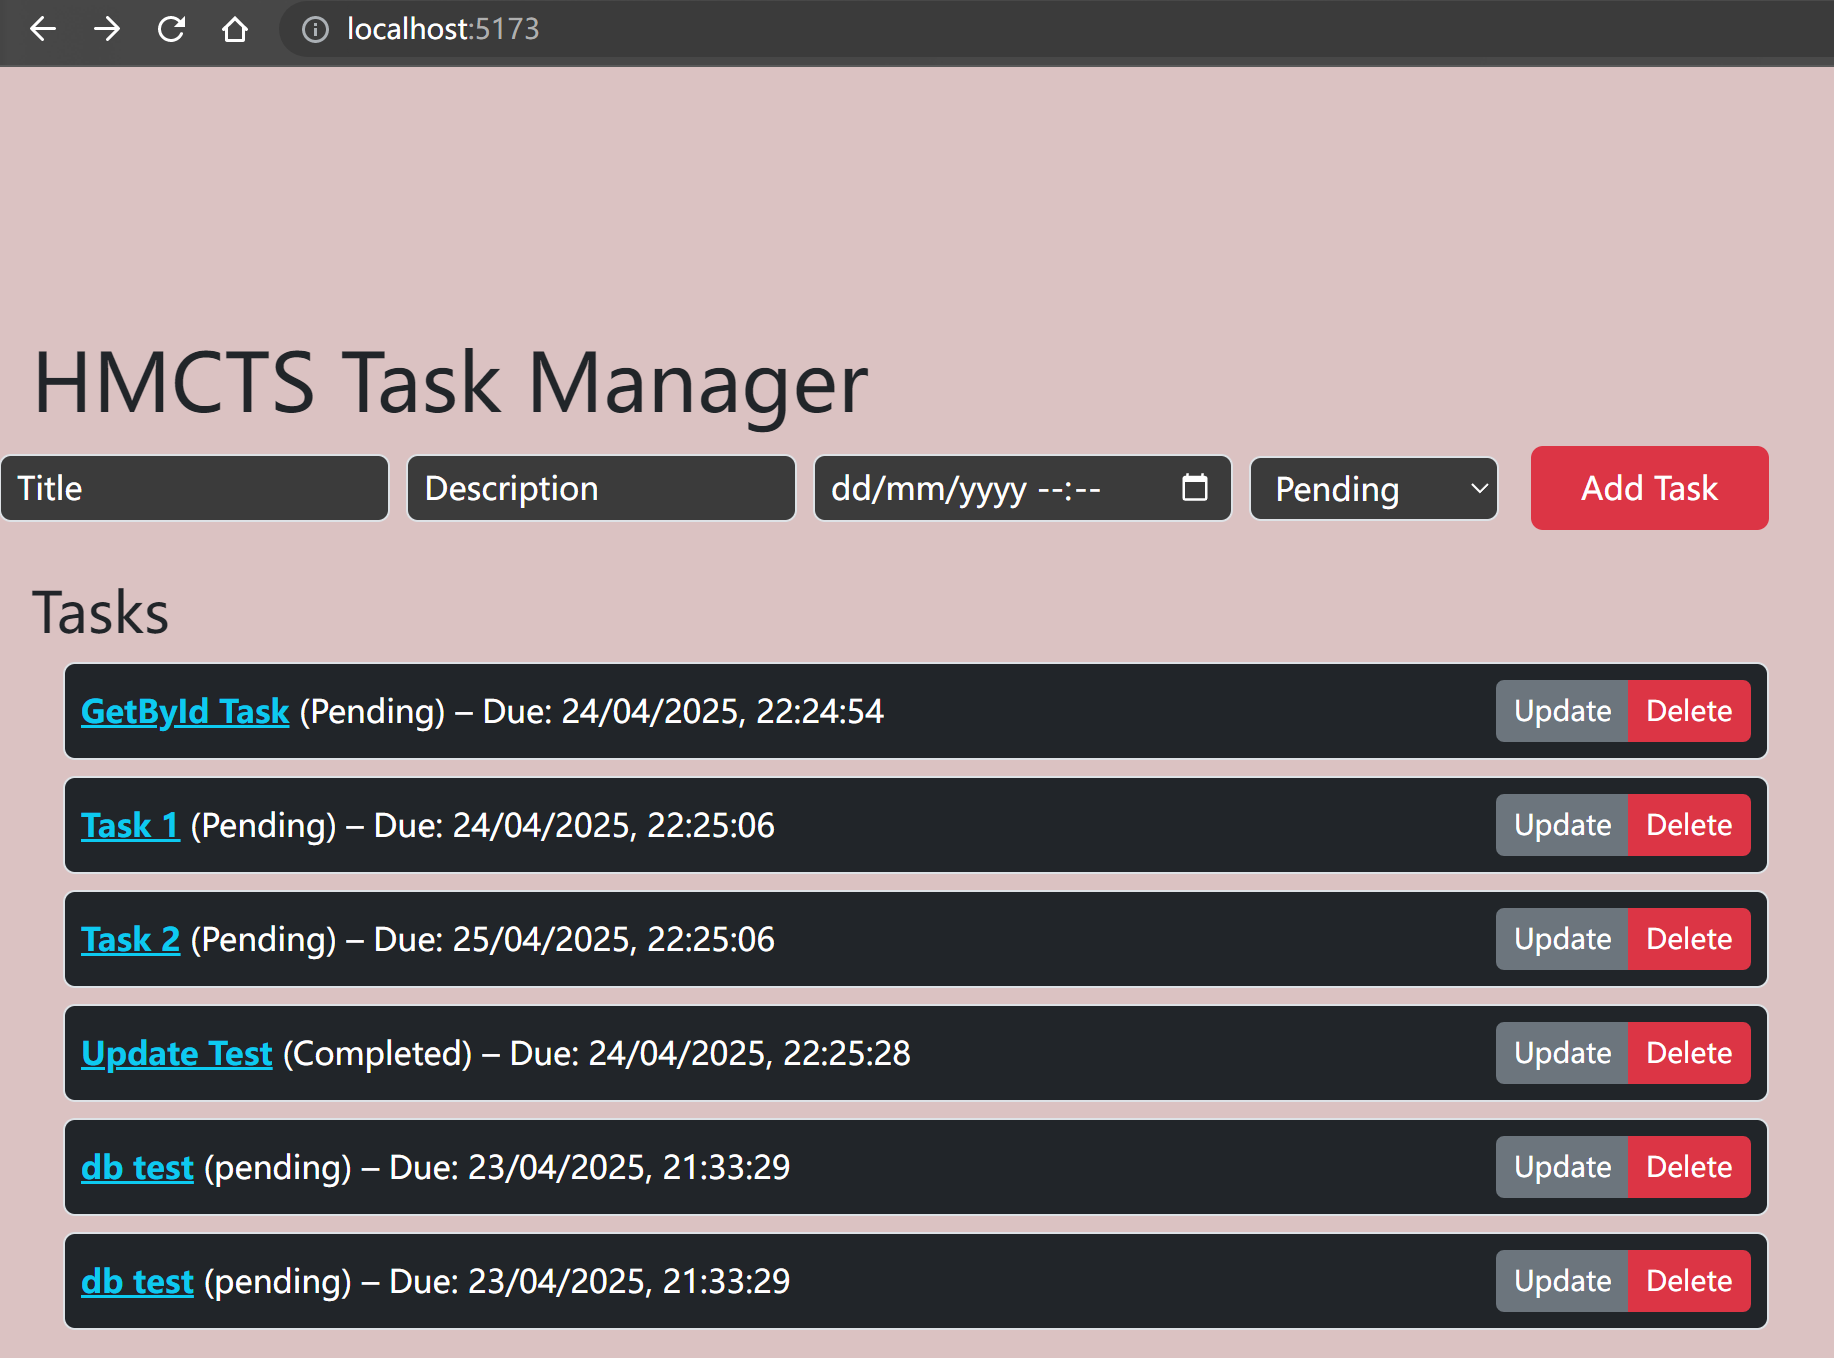 localhost:5173
HMCTS Task Manager
Title Description dd/mm/yyyy --:-- Pending Add Task
Tasks
GetById Task (Pending) – Due: 24/04/2025, 22:24:54 Update Delete
Task 1 (Pending) – Due: 24/04/2025, 22:25:06 Update Delete
Task 2 (Pending) – Due: 25/04/2025, 22:25:06 Update Delete
Update Test (Completed) – Due: 24/04/2025, 22:25:28 Update Delete
db test (pending) – Due: 23/04/2025, 21:33:29 Update Delete
db test (pending) – Due: 23/04/2025, 21:33:29 Update Delete